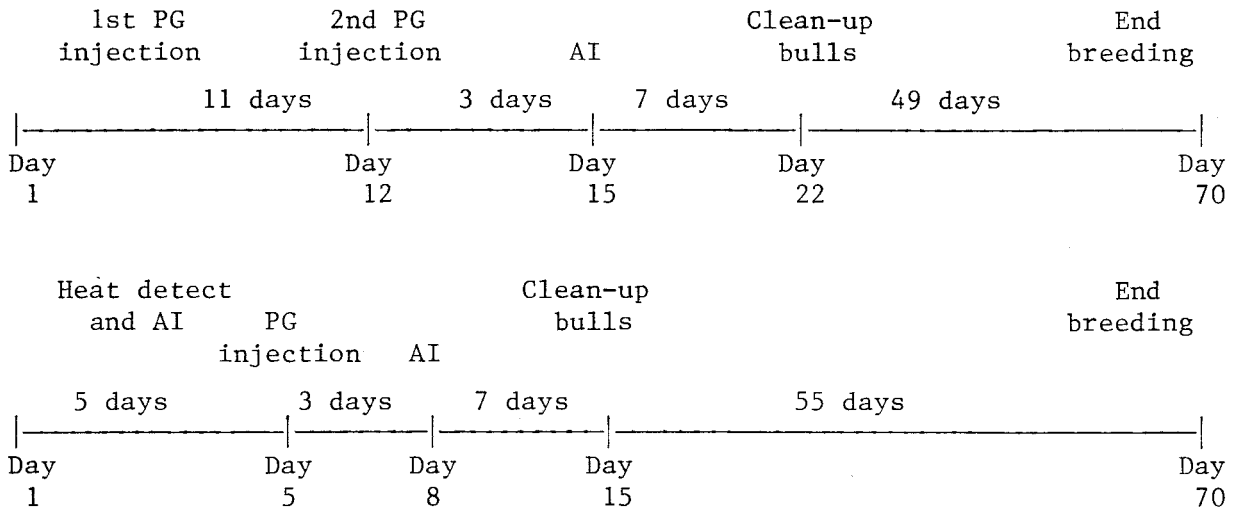 1st PG 2nd PG Clean-up End
injection injection AI bulls breeding
11 days 3 days 7 days 49 days
Day Day Day Day Day
1 12 15 22 70
Heat detect Clean-up End
and AI PG bulls breeding
injection AI
5 days 3 days 7 days 55 days
Day Day Day Day Day
1 5 8 15 70